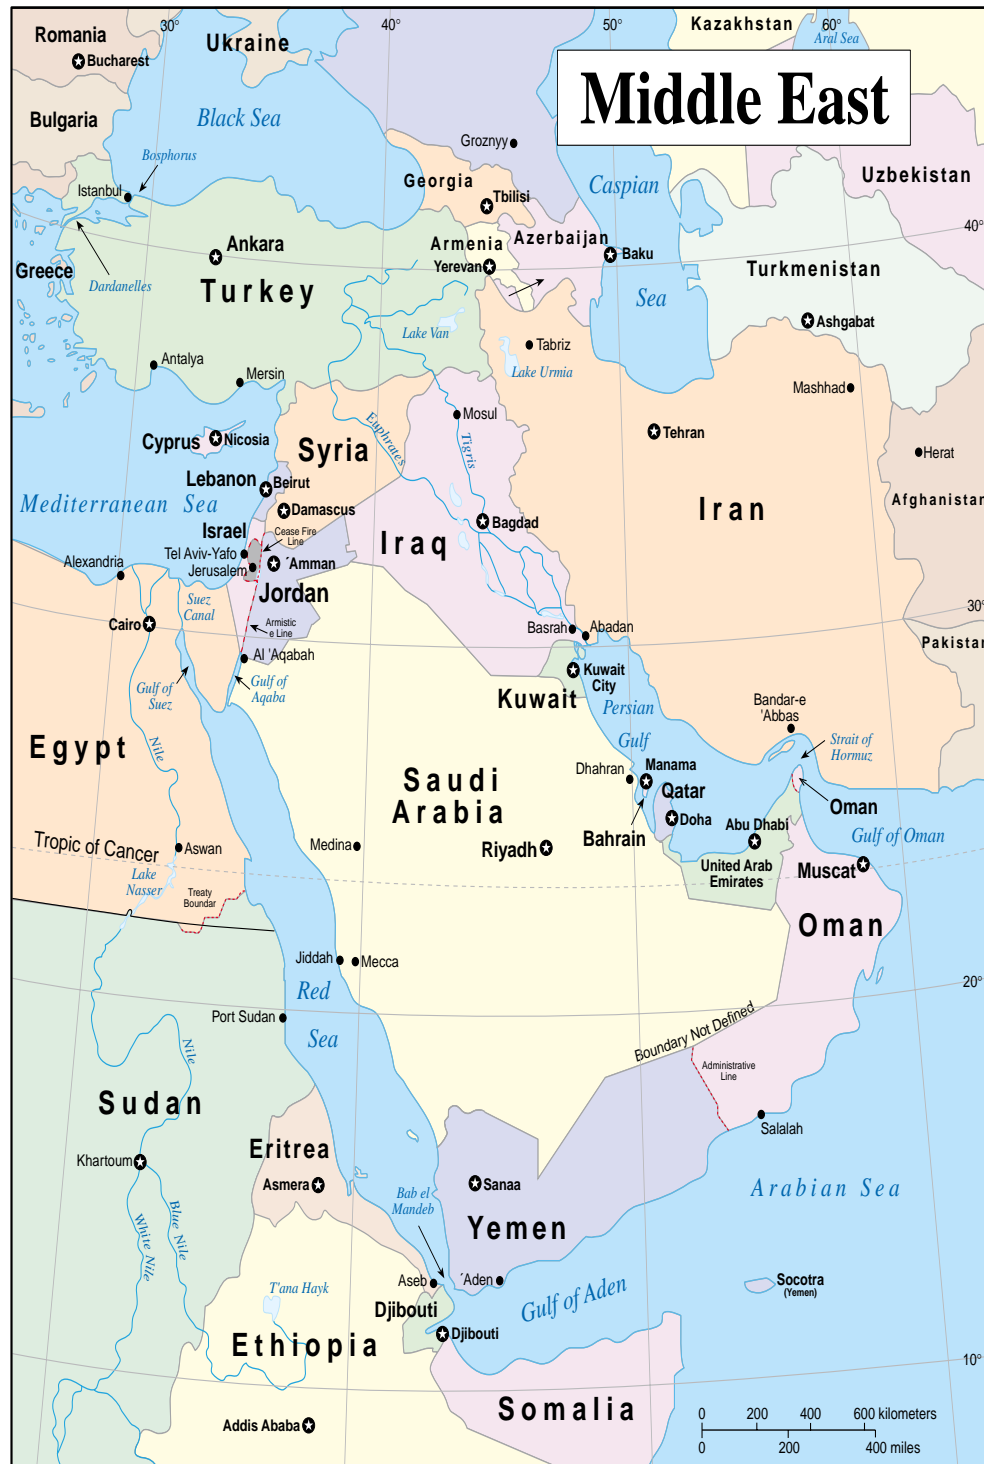 30°
40°
50°
60°
Kazakhstan
Aral Sea
Romania
Bucharest
Ukraine
Middle East
Bulgaria
Black Sea
Groznyy
Bosphorus
Istanbul
Georgia
Tbilisi
Caspian
Sea
Uzbekistan
40°
Ankara
Armenia
Yerevan
Azerbaijan
Baku
Greece
Dardanelles
Turkey
Turkmenistan
Ashgabat
Lake Van
Tabriz
Lake Urmia
Antalya
Mersin
Mashhad
Mosul
Euphrates
Tigris
Cyprus
Nicosia
Syria
Tehran
Herat
Lebanon
Beirut
Mediterranean Sea
Damascus
Bagdad
Iran
Afghanistan
Israel
Cease Fire
Line
Iraq
Tel Aviv-Yafo
Jerusalem
Alexandria
´Amman
Jordan
Suez
Canal
Cairo
Armistic
e Line
30°
Basrah
Abadan
Pakistan
Al 'Aqabah
Gulf of
Suez
Gulf of
Aqaba
Kuwait
Kuwait
City
Persian
Gulf
Bandar-e
'Abbas
Strait of
Hormuz
Egypt
Nile
Saudi
Arabia
Dhahran
Manama
Qatar
Doha
Bahrain
Oman
Abu Dhabi
Gulf of Oman
Tropic of Cancer
Aswan
Medina
Riyadh
United Arab
Emirates
Muscat
Lake
Nasser
Treaty
Boundar
Oman
Jiddah
Mecca
Red
Sea
20°
Port Sudan
Boundary Not Defined
Nile
Administrative
Line
Sudan
Salalah
Eritrea
Khartoum
Asmera
Sanaa
Bab el
Mandeb
Arabian Sea
Yemen
White Nile
Blue Nile
T'ana Hayk
Aseb
´Aden
Gulf of Aden
Socotra
(Yemen)
Djibouti
Djibouti
Ethiopia
10°
Somalia
Addis Ababa
0 200 400 600 kilometers
0 200 400 miles